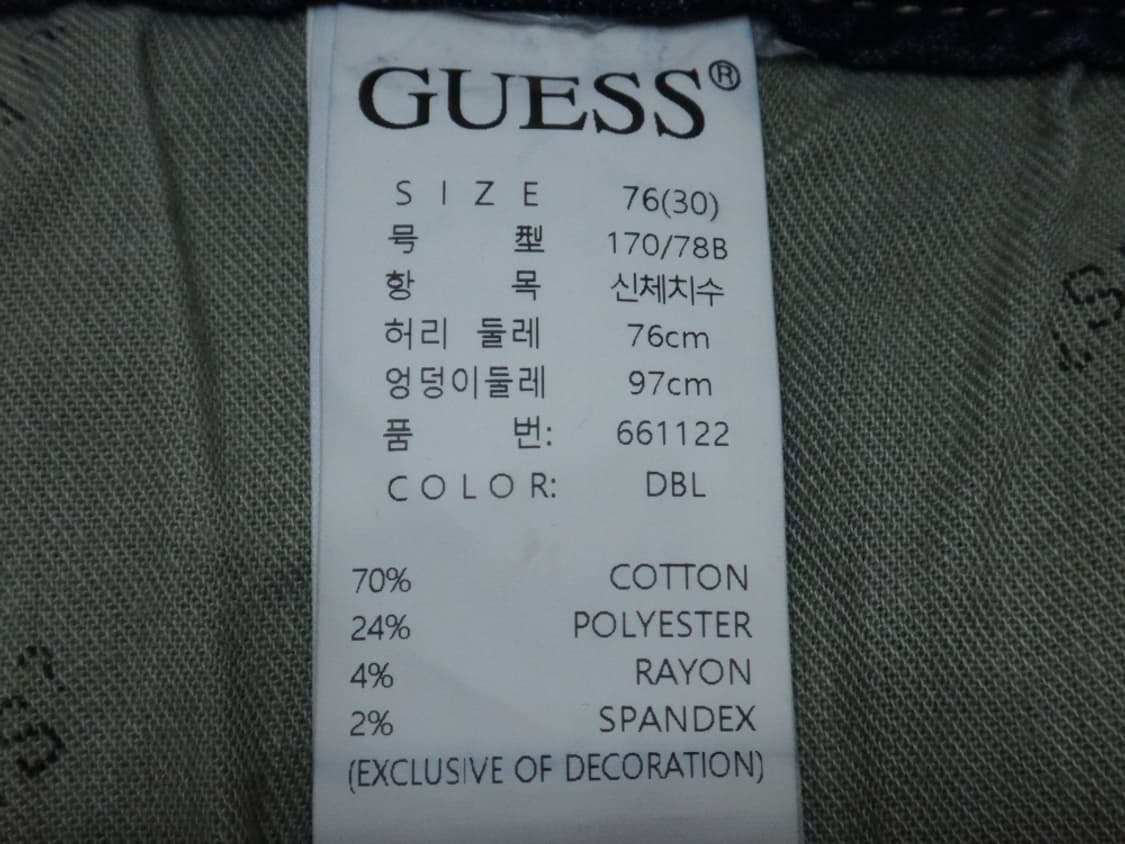 GUESS®
SIZE 76(30)
号型 170/78B
항목 신체치수
허리 둘레 76cm
엉덩이둘레 97cm
품번: 661122
COLOR: DBL
70% COTTON
24% POLYESTER
4% RAYON
2% SPANDEX
(EXCLUSIVE OF DECORATION)